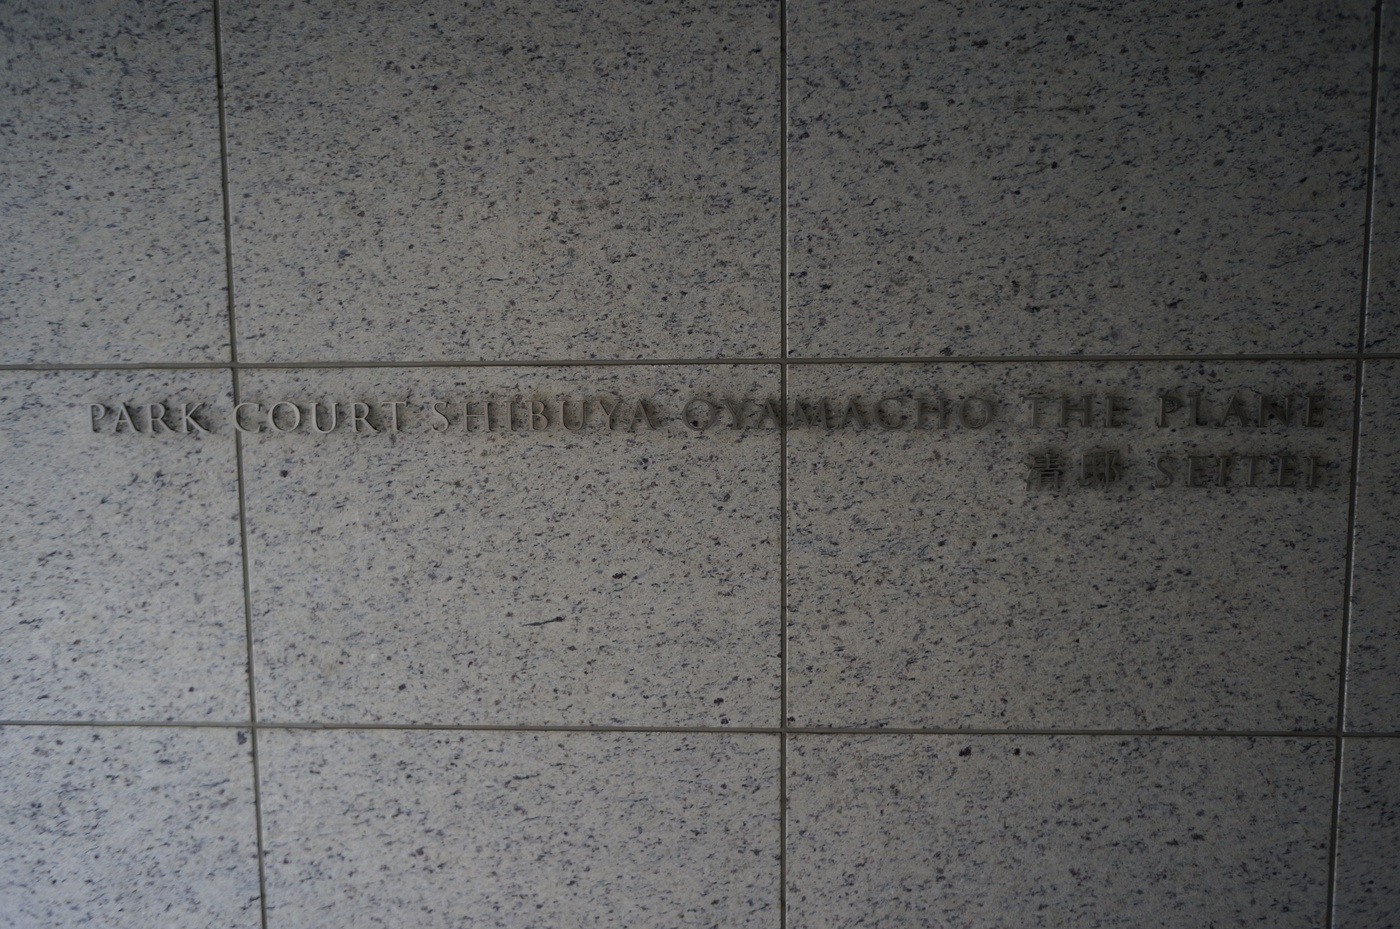 PARK COURT SHIBUYA OYAMACHO THE PLANE
清邸 SEITEI